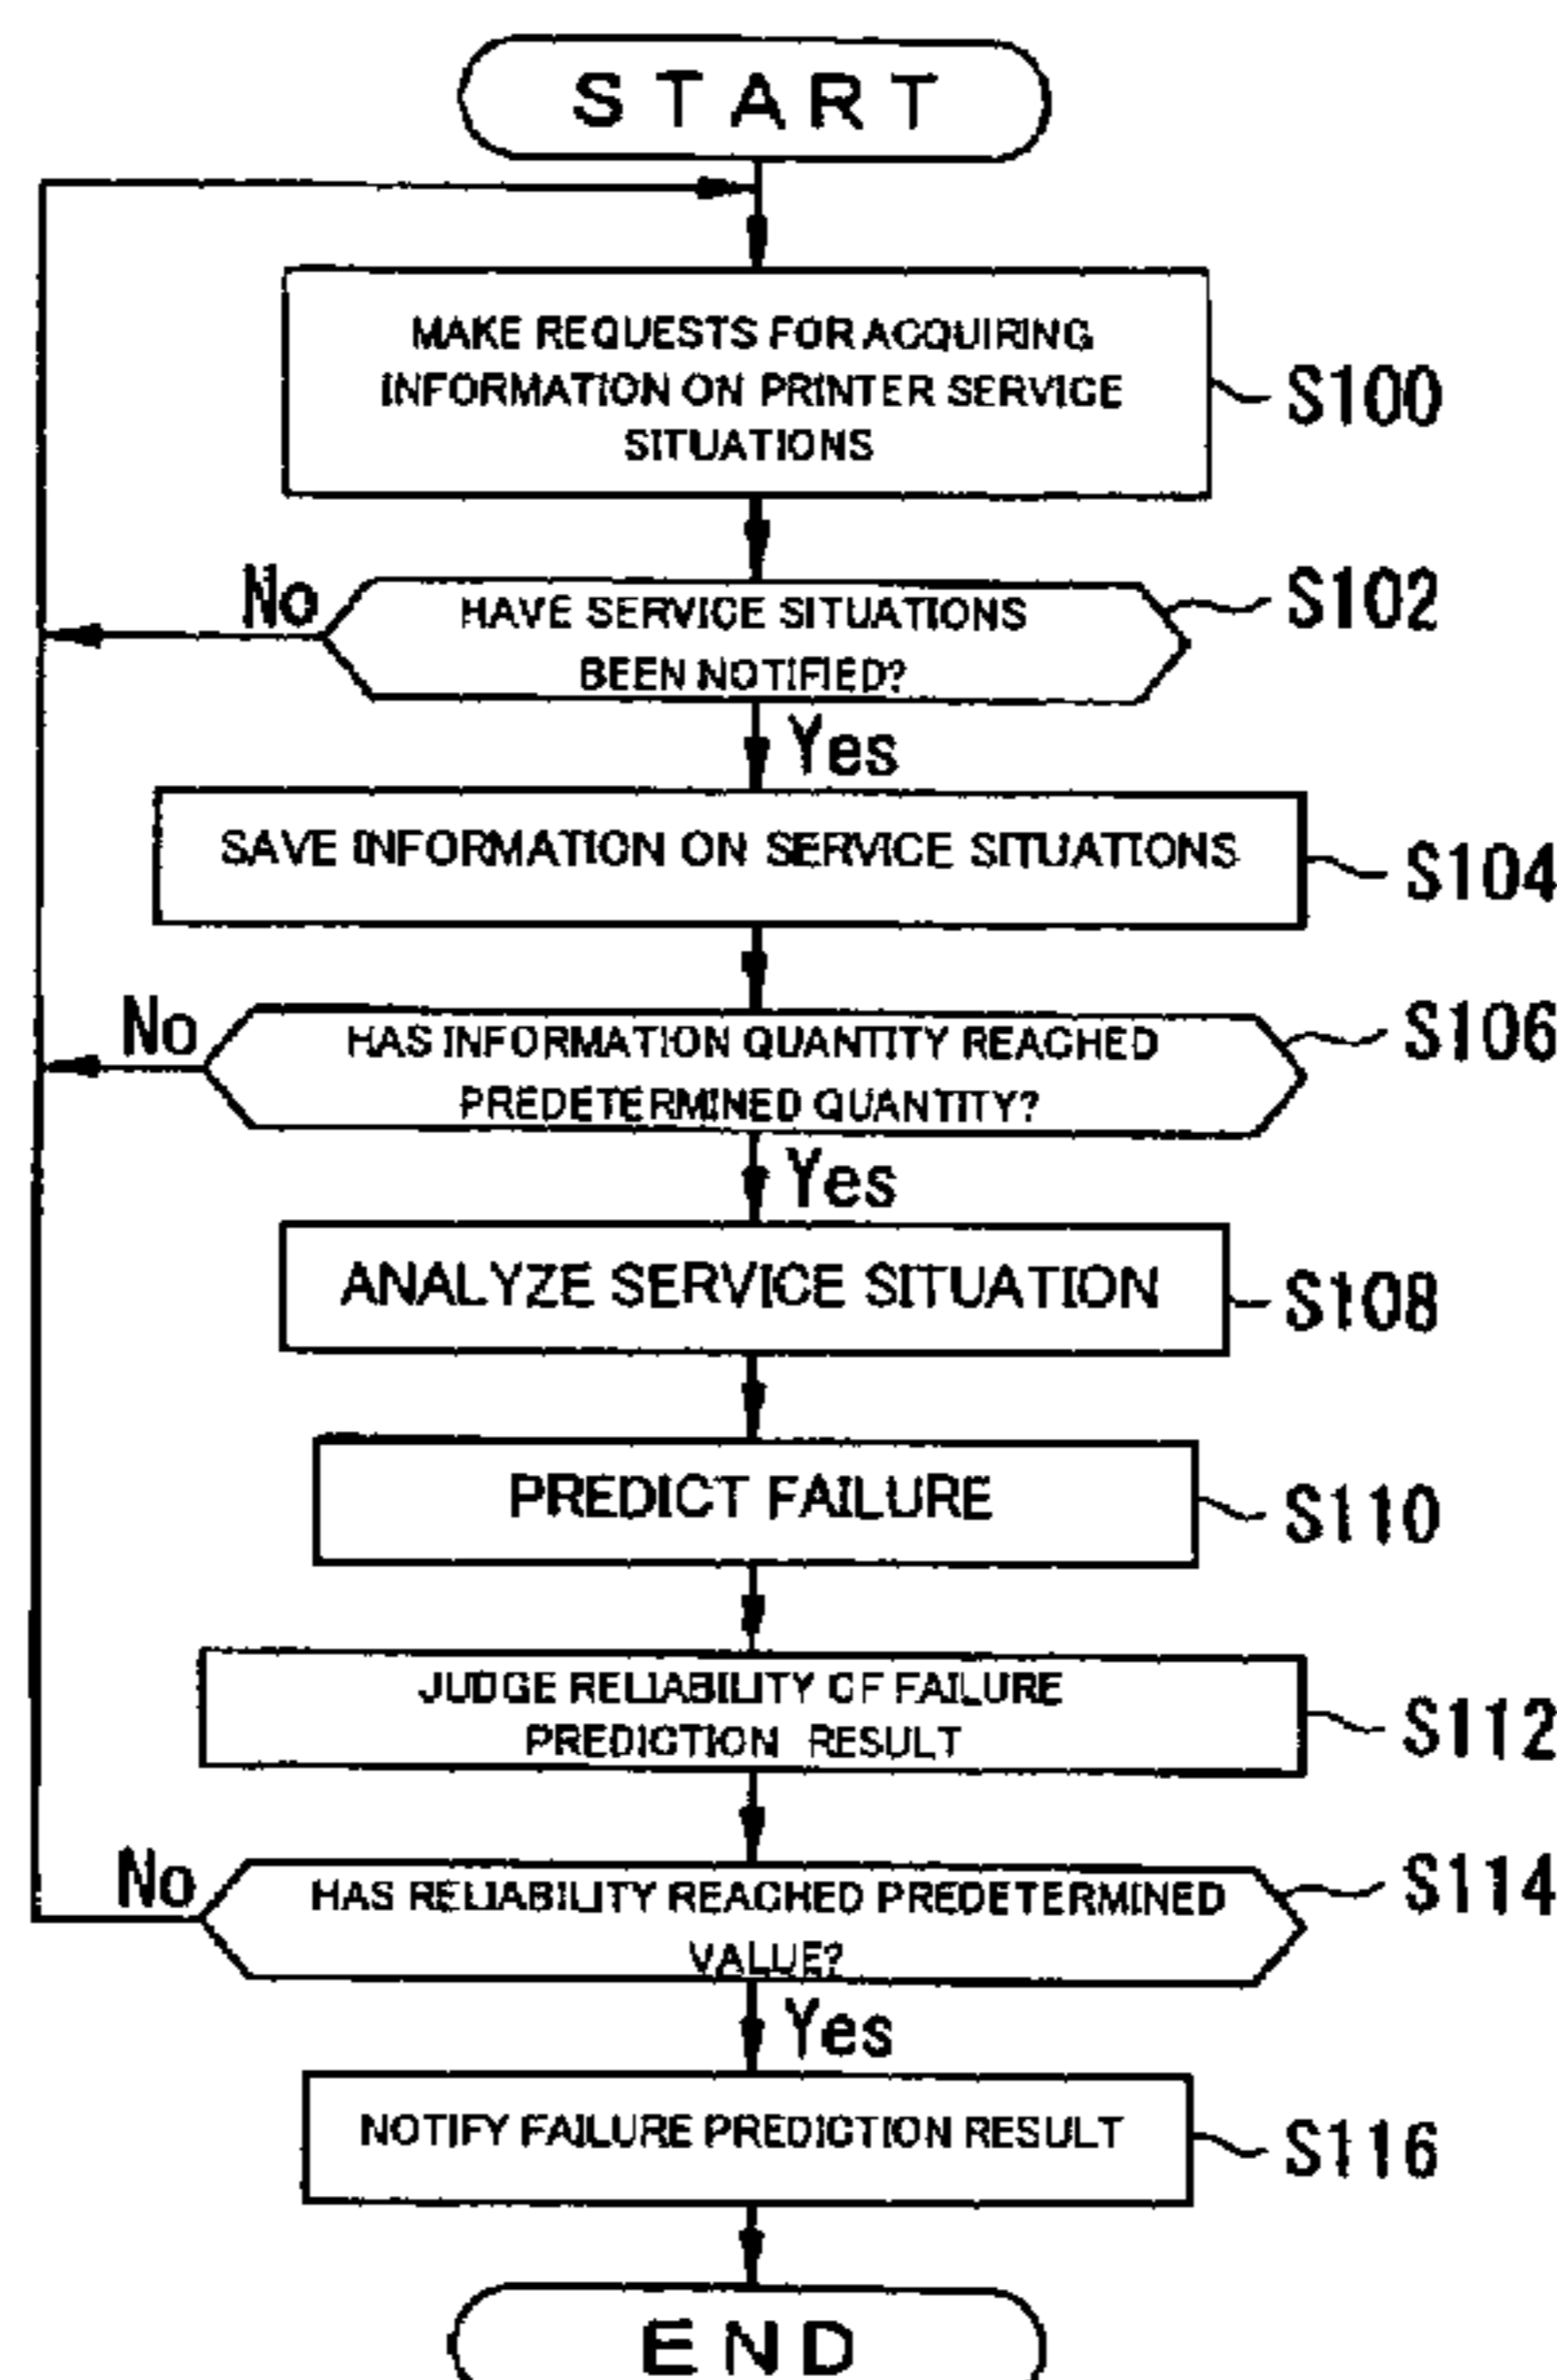 START
MAKE REQUESTS FOR ACQUIRING
INFORMATION ON PRINTER SERVICE
SITUATIONS
S100
No
HAVE SERVICE SITUATIONS
BEEN NOTIFIED?
S102
Yes
SAVE INFORMATION ON SERVICE SITUATIONS
S104
No
HAS INFORMATION QUANTITY REACHED
PREDETERMINED QUANTITY?
S106
Yes
ANALYZE SERVICE SITUATION
S108
PREDICT FAILURE
S110
JUDGE RELIABILITY OF FAILURE
PREDICTION RESULT
S112
No
HAS RELIABILITY REACHED PREDETERMINED
VALUE?
S114
Yes
NOTIFY FAILURE PREDICTION RESULT
S116
END